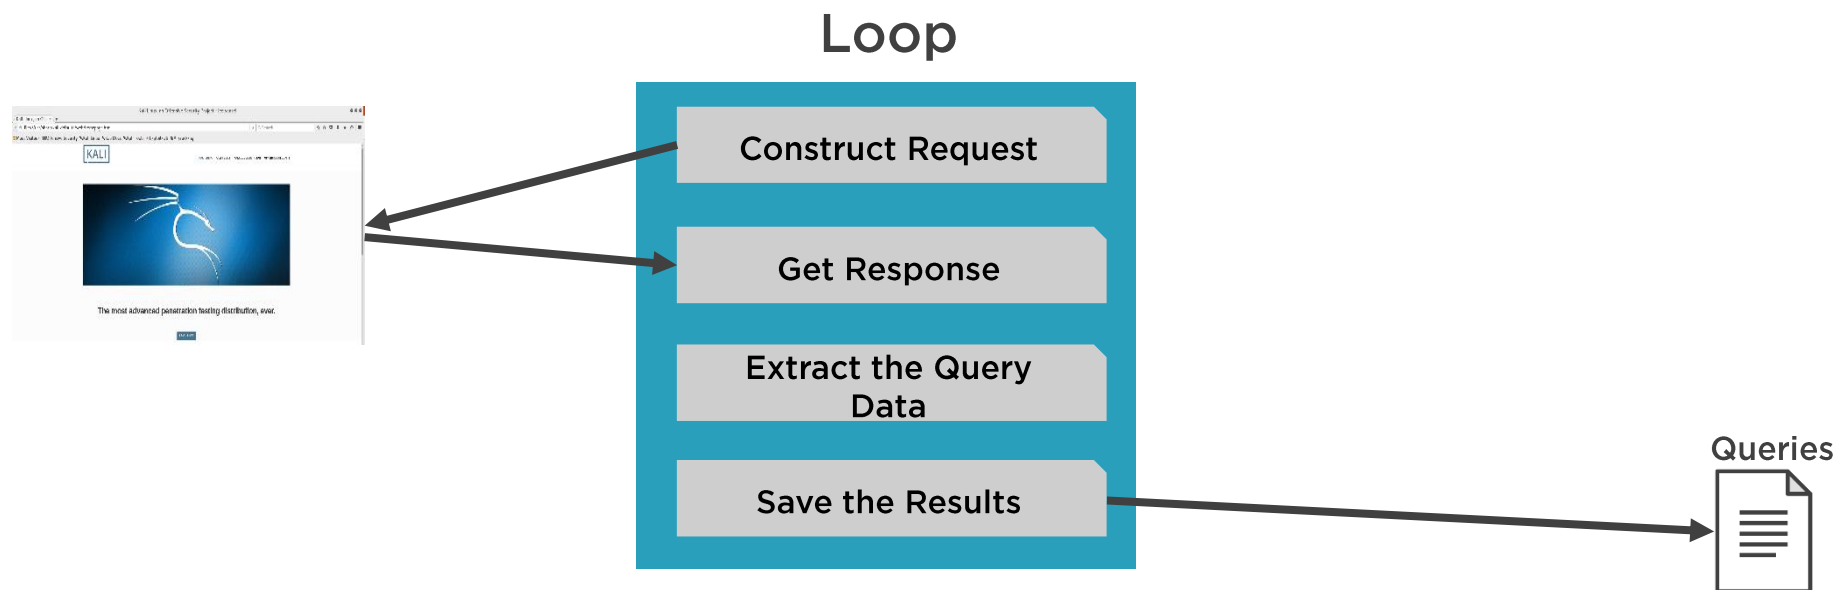 Loop
Construct Request
Get Response
Extract the Query
Data
Save the Results
Queries
KALI
The most advanced penetration testing distribution, ever.